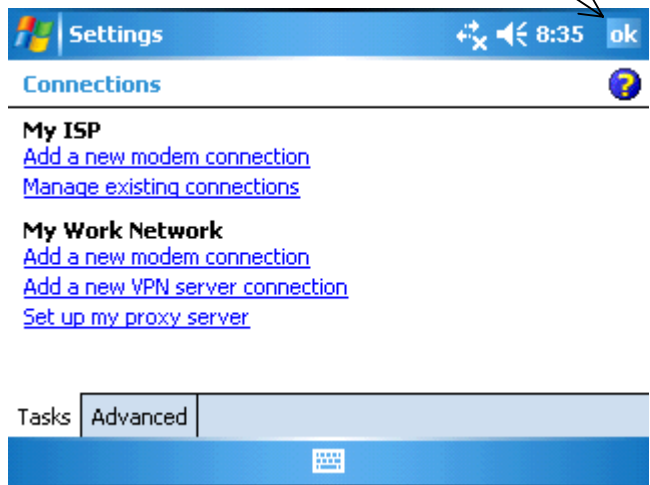 Settings 8:35 ok
Connections ?
My ISP
Add a new modem connection
Manage existing connections
My Work Network
Add a new modem connection
Add a new VPN server connection
Set up my proxy server
Tasks Advanced